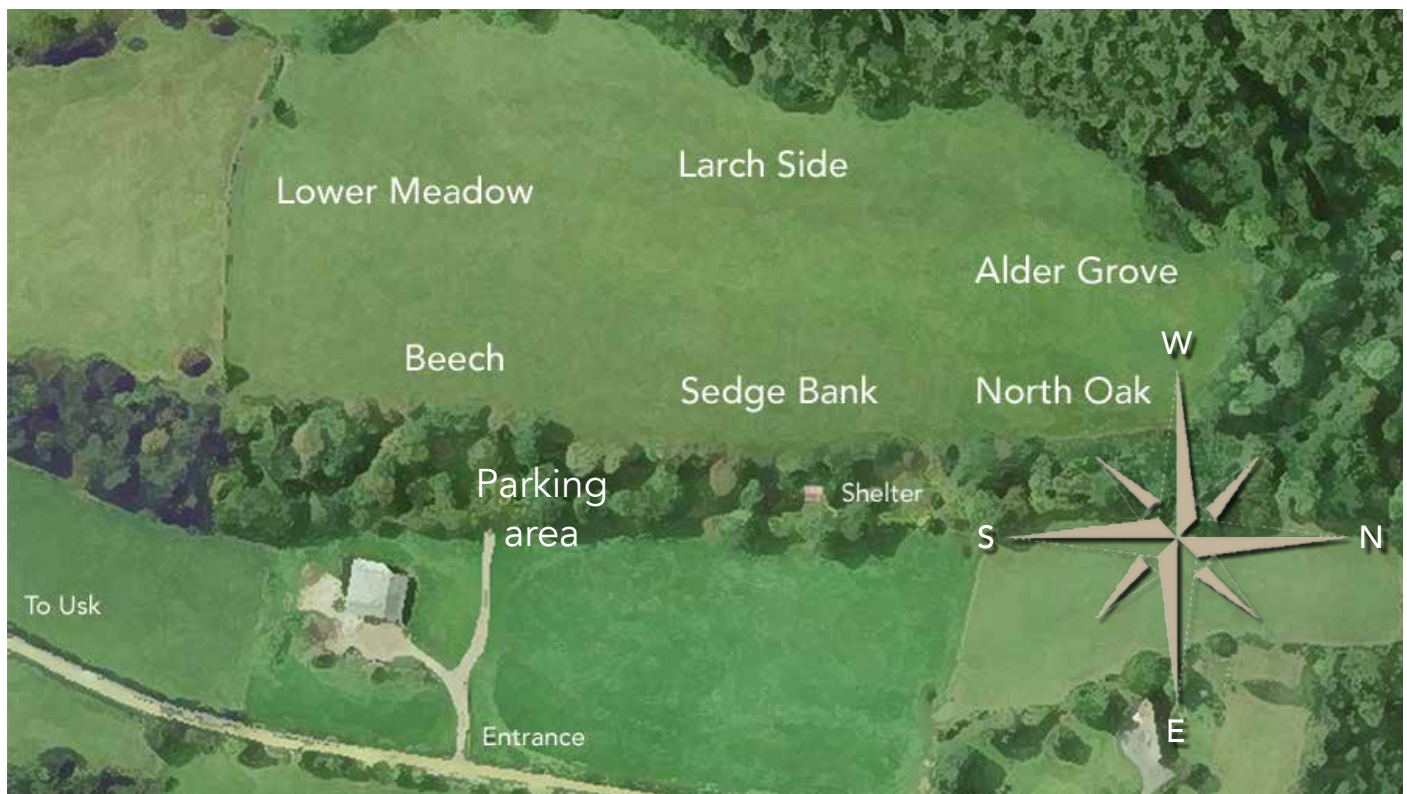 Larch Side
Lower Meadow
Alder Grove
W
Beech
Sedge Bank
North Oak
Parking
area
Shelter
S
N
To Usk
Entrance
E